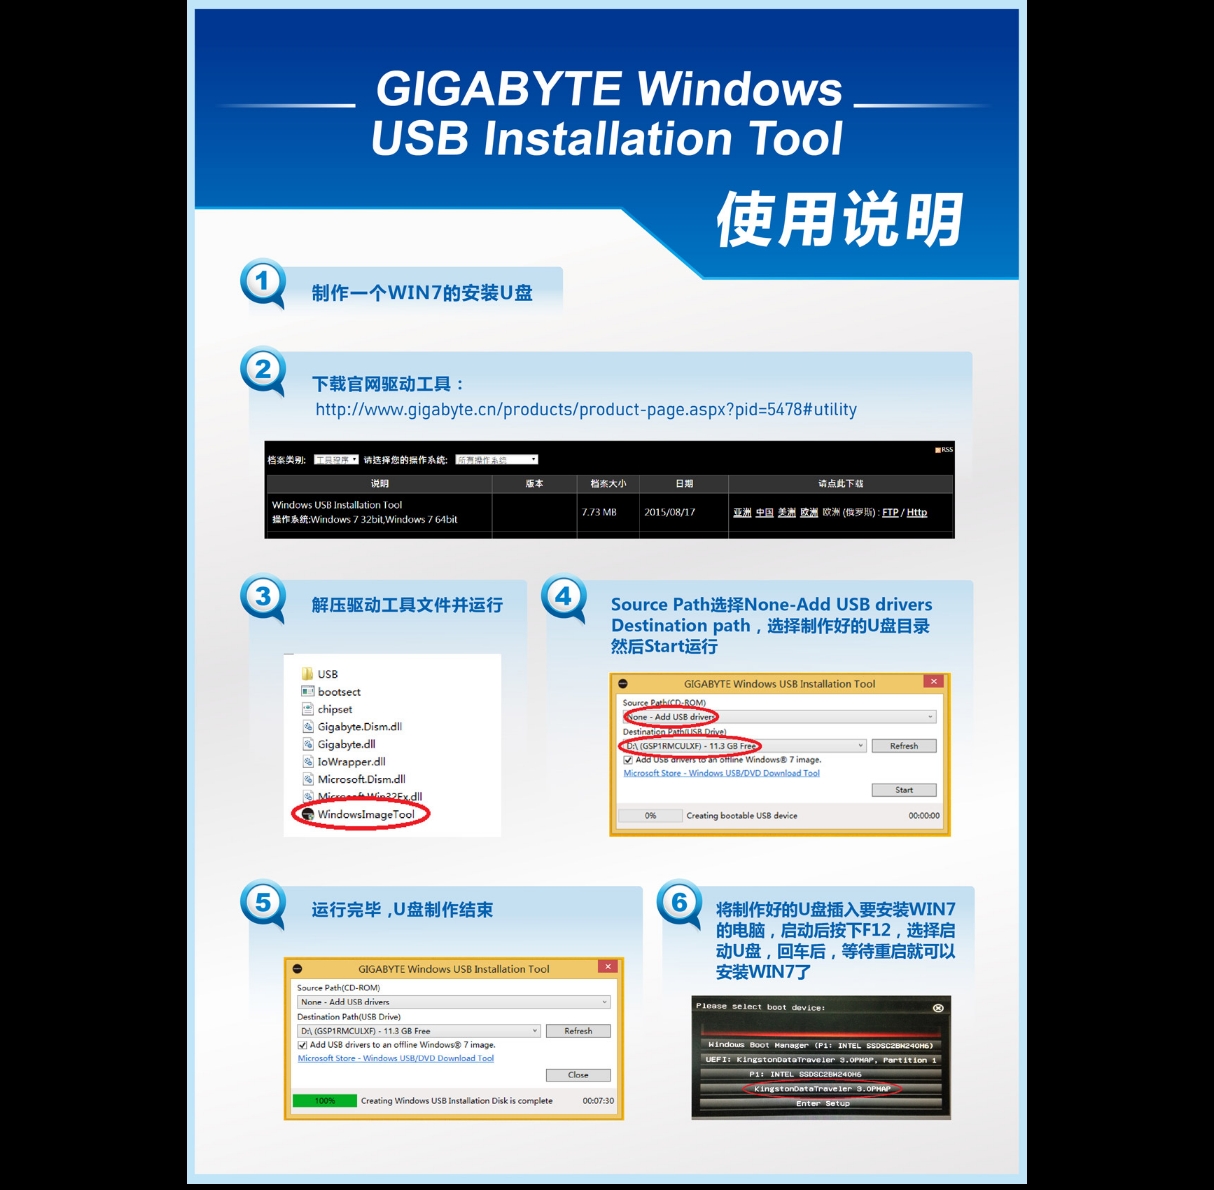 GIGABYTE Windows
USB Installation Tool
使用说明
1
制作一个WIN7的安装U盘
2
下载官网驱动工具：
http://www.gigabyte.cn/products/product-page.aspx?pid=5478#utility
RSS
档案类别: 工具程序 请选择您的操作系统: 所有操作系统
说明 版本 档案大小 日期 请点此下载
Windows USB Installation Tool
操作系统:Windows 7 32bit,Windows 7 64bit
7.73 MB 2015/08/17 亚洲 中国 美洲 欧洲 欧洲 (俄罗斯) : FTP / Http
3
解压驱动工具文件并运行
USB
bootsect
chipset
Gigabyte.Dism.dll
Gigabyte.dll
IoWrapper.dll
Microsoft.Dism.dll
Microsoft.Win32Ex.dll
WindowsImageTool
4
Source Path选择None-Add USB drivers
Destination path，选择制作好的U盘目录
然后Start运行
GIGABYTE Windows USB Installation Tool
Source Path(CD-ROM)
None - Add USB drivers
Destination Path(USB Drive)
D:\ (GSP1RMCULXF) - 11.3 GB Free
Refresh
Add USB drivers to an offline Windows® 7 image.
Microsoft Store - Windows USB/DVD Download Tool
Start
0% Creating bootable USB device 00:00:00
5
运行完毕,U盘制作结束
GIGABYTE Windows USB Installation Tool
Source Path(CD-ROM)
None - Add USB drivers
Destination Path(USB Drive)
D:\ (GSP1RMCULXF) - 11.3 GB Free
Refresh
Add USB drivers to an offline Windows® 7 image.
Microsoft Store - Windows USB/DVD Download Tool
Close
100% Creating Windows USB Installation Disk is complete 00:07:30
6
将制作好的U盘插入要安装WIN7
的电脑，启动后按下F12，选择启
动U盘，回车后，等待重启就可以
安装WIN7了
Please select boot device:
Windows Boot Manager (P1: INTEL SSDSC2BW240H6)
UEFI: KingstonDataTraveler 3.0PMAP, Partition 1
P1: INTEL SSDSC2BW240H6
KingstonDataTraveler 3.0PMAP
Enter Setup